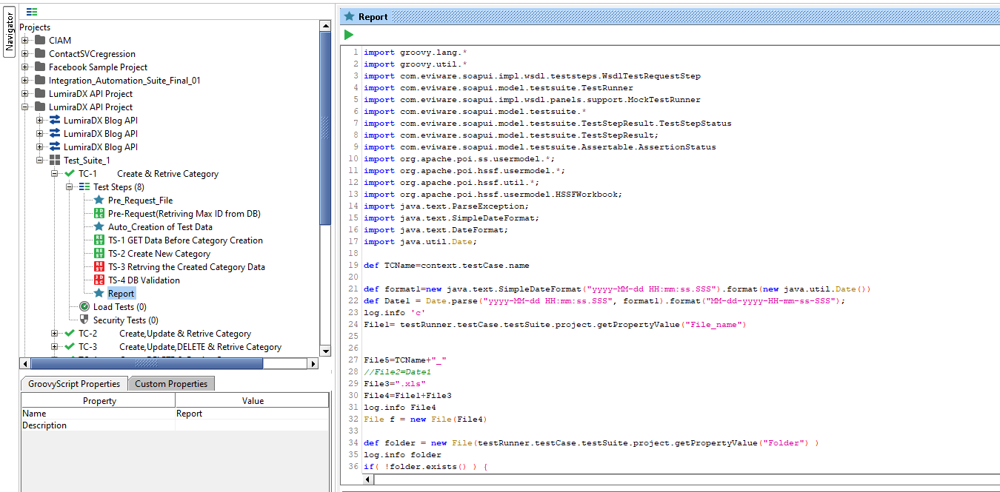 Navigator
Projects
CIAM
ContactSVCregression
Facebook Sample Project
Integration_Automation_Suite_Final_01
LumiraDX API Project
LumiraDX API Project
LumiraDX Blog API
LumiraDX Blog API
LumiraDX Blog API
Test_Suite_1
TC-1 Create & Retrive Category
Test Steps (8)
Pre_Request_File
Pre-Request(Retriving Max ID from DB)
Auto_Creation of Test Data
TS-1 GET Data Before Category Creation
TS-2 Create New Category
TS-3 Retrving the Created Category Data
TS-4 DB Validation
Report
Load Tests (0)
Security Tests (0)
TC-2 Create,Update & Retrive Category
TC-3 Create,Update,DELETE & Retrive Category
GroovyScript Properties Custom Properties
Property Value
Name Report
Description
Report
1 import groovy.lang.*
2 import groovy.util.*
3 import com.eviware.soapui.impl.wsdl.teststeps.WsdlTestRequestStep
4 import com.eviware.soapui.model.testsuite.TestRunner
5 import com.eviware.soapui.impl.wsdl.panels.support.MockTestRunner
6 import com.eviware.soapui.model.testsuite.*
7 import com.eviware.soapui.model.testsuite.TestStepResult.TestStepStatus
8 import com.eviware.soapui.model.testsuite.TestStepResult;
9 import com.eviware.soapui.model.testsuite.Assertable.AssertionStatus
10 import org.apache.poi.ss.usermodel.*;
11 import org.apache.poi.hssf.usermodel.*;
12 import org.apache.poi.hssf.util.*;
13 import org.apache.poi.hssf.usermodel.HSSFWorkbook;
14 import java.text.ParseException;
15 import java.text.SimpleDateFormat;
16 import java.text.DateFormat;
17 import java.util.Date;
18
19 def TCName=context.testCase.name
20
21 def format1=new java.text.SimpleDateFormat("yyyy-MM-dd HH:mm:ss.SSS").format(new java.util.Date())
22 def Date1 = Date.parse("yyyy-MM-dd HH:mm:ss.SSS", format1).format("MM-dd-yyyy-HH-mm-ss-SSS");
23 log.info 'c'
24 File1= testRunner.testCase.testSuite.project.getPropertyValue("File_name")
25
26
27 File5=TCName+"_"
28 //File2=Date1
29 File3=".xls"
30 File4=File1+File3
31 log.info File4
32 File f = new File(File4)
33
34 def folder = new File(testRunner.testCase.testSuite.project.getPropertyValue("Folder") )
35 log.info folder
36 if( !folder.exists() ) {